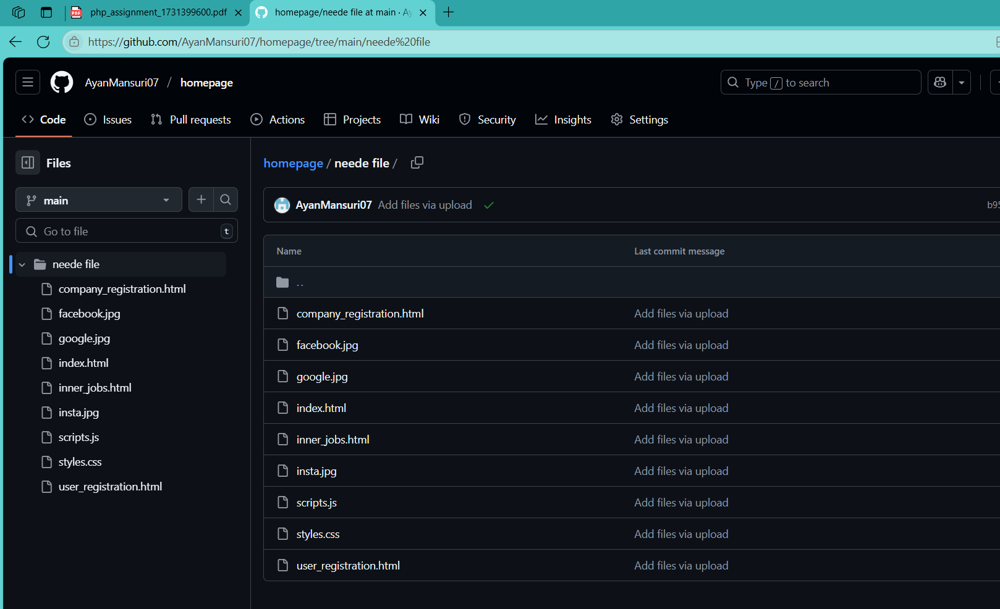 php_assignment_1731399600.pdf
homepage/neede file at main · Ay
https://github.com/AyanMansuri07/homepage/tree/main/neede%20file
AyanMansuri07 / homepage
Type / to search
Code
Issues
Pull requests
Actions
Projects
Wiki
Security
Insights
Settings
Files
main
Go to file
t
neede file
company_registration.html
facebook.jpg
google.jpg
index.html
inner_jobs.html
insta.jpg
scripts.js
styles.css
user_registration.html
homepage / neede file /
AyanMansuri07 Add files via upload
b95
Name Last commit message
..
company_registration.html Add files via upload
facebook.jpg Add files via upload
google.jpg Add files via upload
index.html Add files via upload
inner_jobs.html Add files via upload
insta.jpg Add files via upload
scripts.js Add files via upload
styles.css Add files via upload
user_registration.html Add files via upload